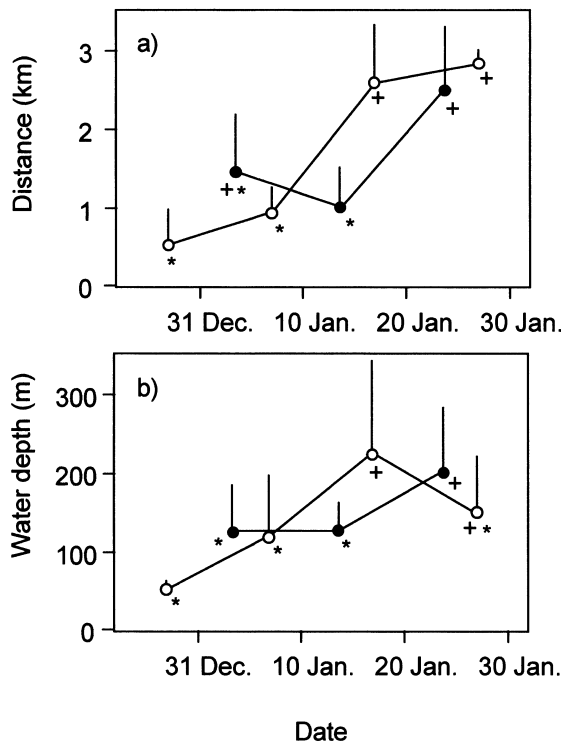 a)
Distance (km)
3
2
1
0
+
+
+ *
*
*
*
31 Dec. 10 Jan. 20 Jan. 30 Jan.
b)
Water depth (m)
300
200
100
0
+
+
* * + *
*
*
31 Dec. 10 Jan. 20 Jan. 30 Jan.
Date